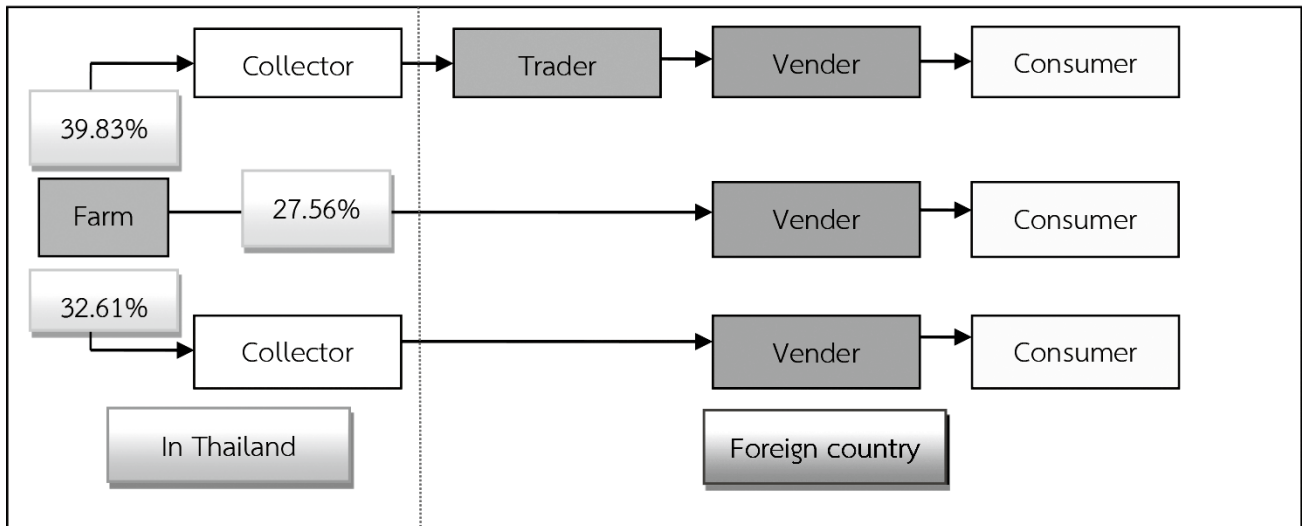 Collector
Trader
Vender
Consumer
39.83%
Farm
27.56%
Vender
Consumer
32.61%
Collector
Vender
Consumer
In Thailand
Foreign country